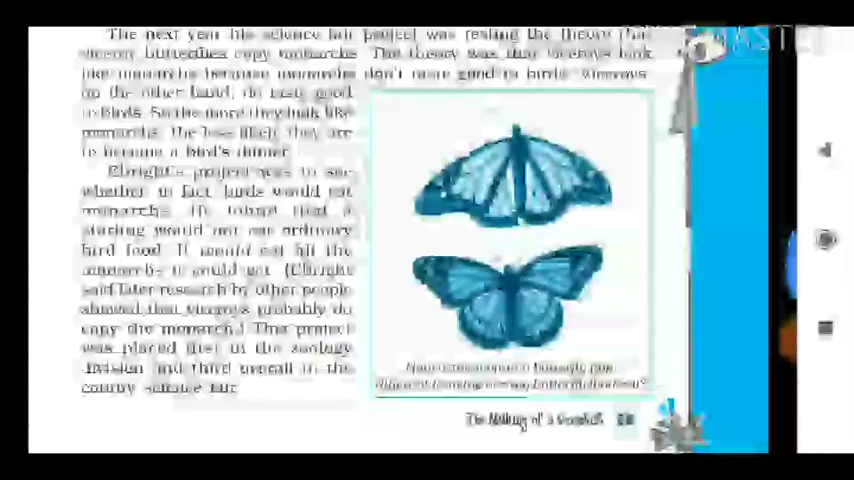 The next year his science fair project was testing the theory that
viceroy butterflies copy monarchs. The theory was that viceroys look
like monarchs because monarchs don't taste good to birds. Viceroys,
on the other hand, do taste good
to birds. So the more they look like
monarchs, the less likely they are
to become a bird's dinner.
Ebright's project was to see
whether, in fact, birds would eat
monarchs. He found that a
starling would not eat ordinary
bird food. It would eat all the
monarchs it could get. (Ebright
said later research by other people
showed that viceroys probably do
copy the monarch.) This project
was placed first in the zoology
division and third overall in the
county science fair.
The Making of a Scientist